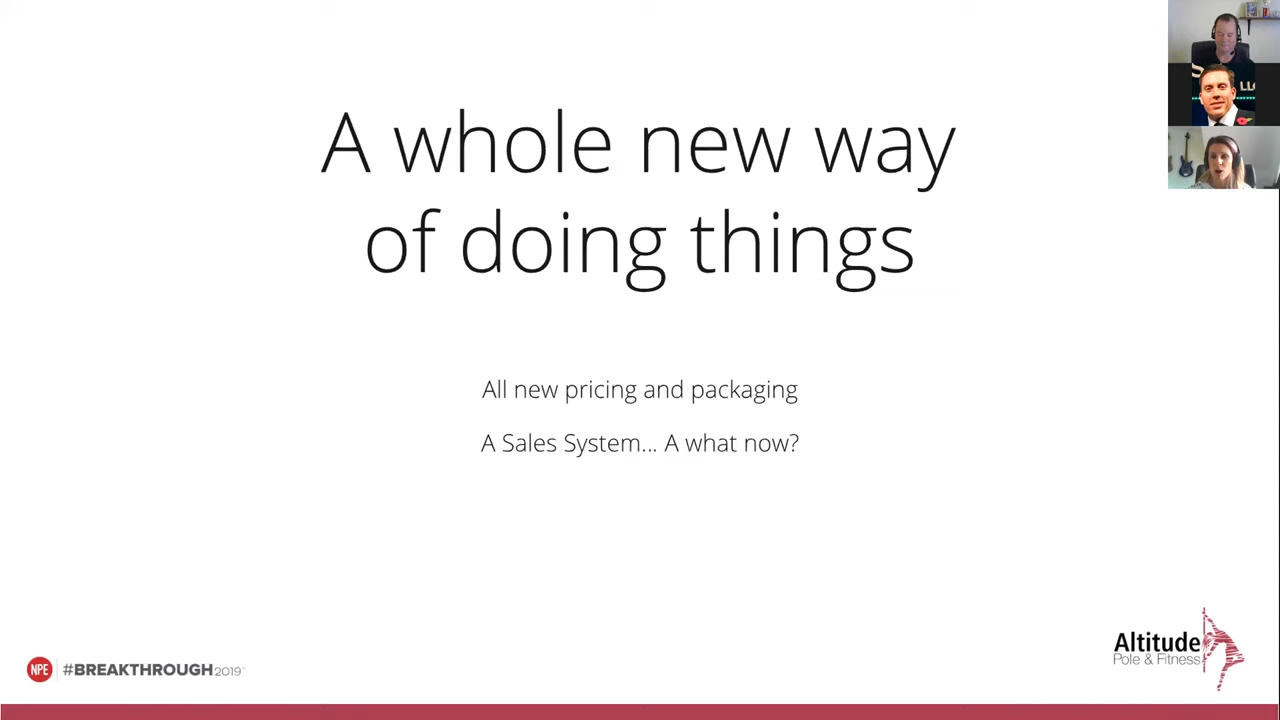 A whole new way
of doing things
All new pricing and packaging
A Sales System... A what now?
NPE
#BREAKTHROUGH2019
Altitude
Pole & Fitness